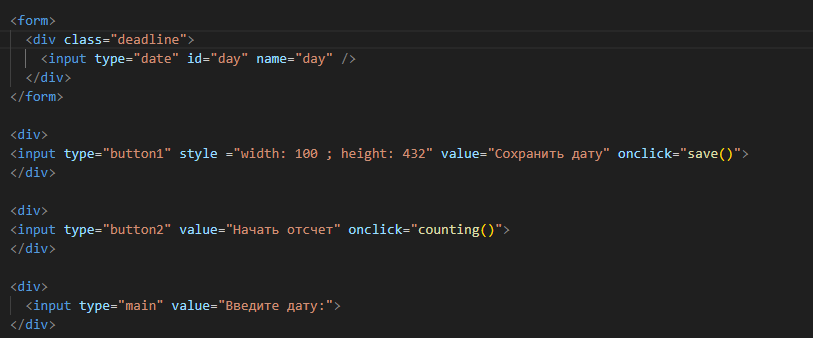 <form>
<div class="deadline">
<input type="date" id="day" name="day" />
</div>
</form>
<div>
<input type="button1" style ="width: 100 ; height: 432" value="Сохранить дату" onclick="save()">
</div>
<div>
<input type="button2" value="Начать отсчет" onclick="counting()">
</div>
<div>
<input type="main" value="Введите дату:">
</div>